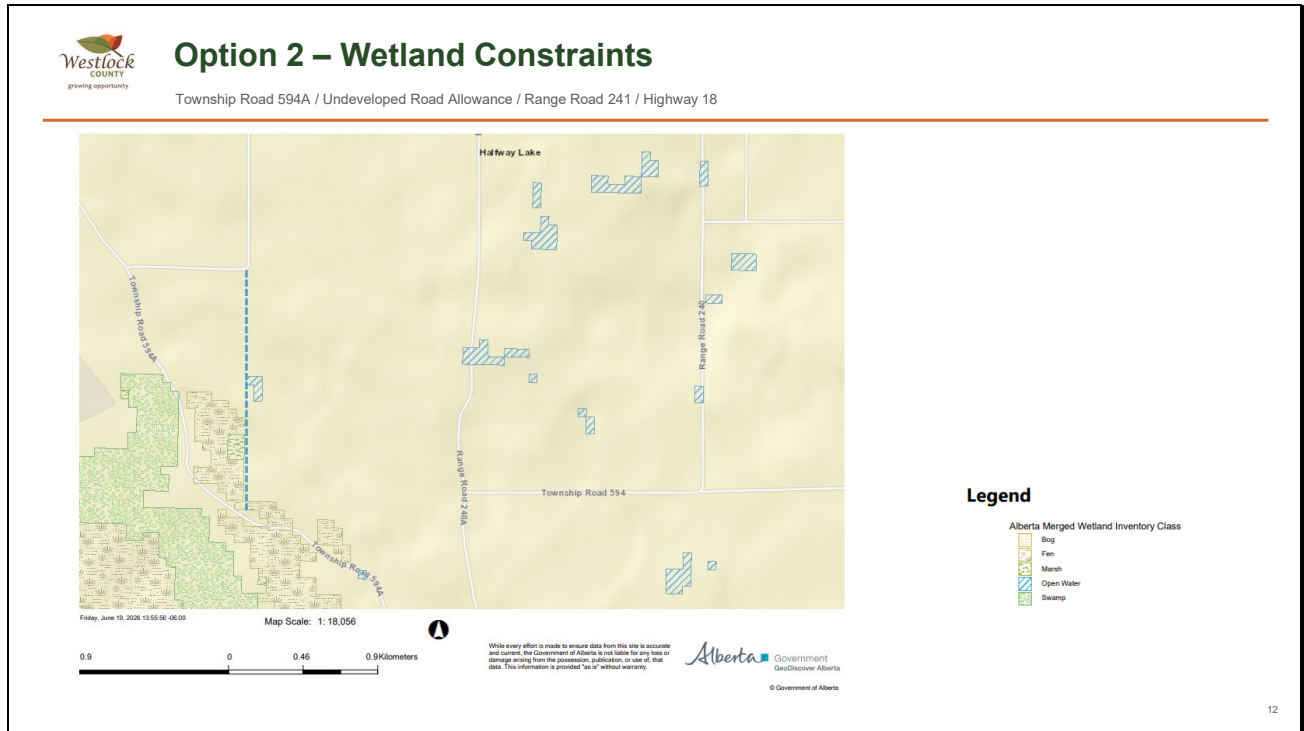 Westlock
COUNTY
growing opportunity
Option 2 – Wetland Constraints
Township Road 594A / Undeveloped Road Allowance / Range Road 241 / Highway 18
Halfway Lake
Township Road 594A
Range Road 240
Range Road 240A
Township Road 594
Township Road 594A
Legend
Alberta Merged Wetland Inventory Class
Bog
Fen
Marsh
Open Water
Swamp
Friday, June 19, 2026 13:55:56 -06:00
Map Scale: 1: 18,056
0.9 0 0.46 0.9Kilometers
While every effort is made to ensure data from this site is accurate
and current, the Government of Alberta is not liable for any loss or
damage arising from the possession, publication, or use of, that
data. This information is provided "as is" without warranty.
Alberta Government
GeoDiscover Alberta
© Government of Alberta
12